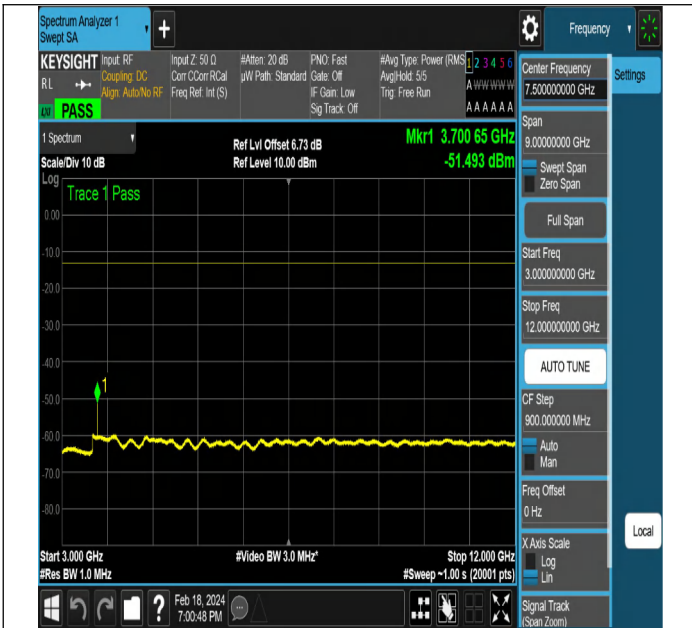 Spectrum Analyzer 1
Swept SA
Frequency
KEYSIGHT
RL
LXI
PASS
Input: RF
Coupling: DC
Align: Auto/No RF
Input Z: 50 Ω
Corr CCorr RCal
Freq Ref: Int (S)
#Atten: 20 dB
µW Path: Standard
PNO: Fast
Gate: Off
IF Gain: Low
Sig Track: Off
#Avg Type: Power (RMS
Avg|Hold: 5/5
Trig: Free Run
1 2 3 4 5 6
A W W W W W
A A A A A A
1 Spectrum
Scale/Div 10 dB
Log
Ref Lvl Offset 6.73 dB
Ref Level 10.00 dBm
Mkr1 3.700 65 GHz
-51.493 dBm
Trace 1 Pass
0.00
-10.0
-20.0
-30.0
-40.0
-50.0
-60.0
-70.0
-80.0
1
Start 3.000 GHz
#Res BW 1.0 MHz
#Video BW 3.0 MHz*
Stop 12.000 GHz
#Sweep ~1.00 s (20001 pts)
?
Feb 18, 2024
7:00:48 PM
Center Frequency
7.500000000 GHz
Settings
Span
9.00000000 GHz
Swept Span
Zero Span
Full Span
Start Freq
3.000000000 GHz
Stop Freq
12.000000000 GHz
AUTO TUNE
CF Step
900.000000 MHz
Auto
Man
Freq Offset
0 Hz
X Axis Scale
Log
Lin
Local
Signal Track
(Span Zoom)